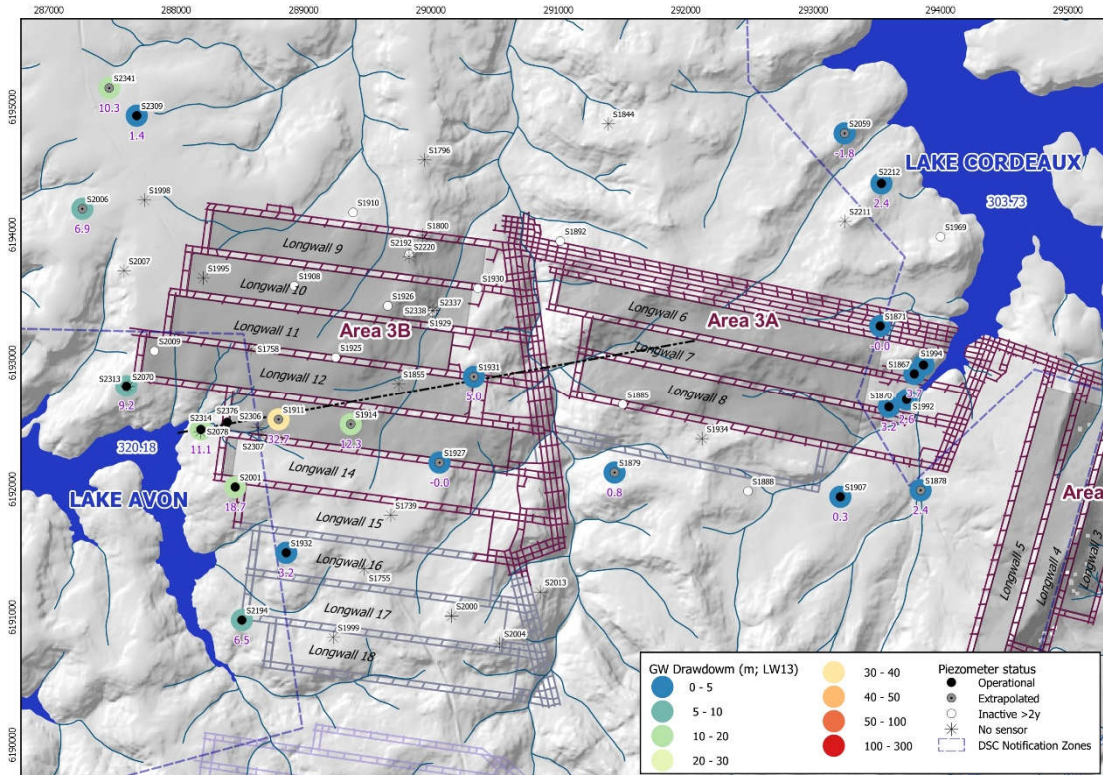 287000
288000
289000
290000
291000
292000
293000
294000
295000
6195000
6194000
6193000
6192000
6191000
6190000
S2341
10.3
S2309
1.4
S1844
S2059
-1.8
S1796
LAKE CORDEAUX
303.73
S2212
2.4
S1998
S2006
6.9
S1910
S2211
S1969
S1800
S1892
S2192
S2220
Longwall 9
S2007
S1995
S1908
Longwall 10
S1930
S1926
S2337
S2338
S1929
Longwall 6
Area 3A
S1871
-0.0
Longwall 11
Area 3B
Longwall 7
S2009
S1758
S1925
S1867
S1994
3.7
S2313
S2070
9.2
Longwall 12
S1855
S1931
5.0
Longwall 8
S1885
S1870
3.2
S1992
2.6
S2376
S2314
S2306
S2078
11.1
S1911
32.7
S1914
12.3
S2307
S1934
320.18
S1927
-0.0
Longwall 14
S1879
0.8
S1888
S1907
0.3
S1878
2.4
Area
LAKE AVON
S2001
18.7
S1739
Longwall 15
S1932
3.2
Longwall 16
S1755
Longwall 5
Longwall 4
Longwall 3
S2013
S2194
6.5
Longwall 17
S2000
S1999
S2004
Longwall 18
GW Drawdown (m; LW13)
0 - 5
5 - 10
10 - 20
20 - 30
30 - 40
40 - 50
50 - 100
100 - 300
Piezometer status
Operational
Extrapolated
Inactive >2y
No sensor
DSC Notification Zones